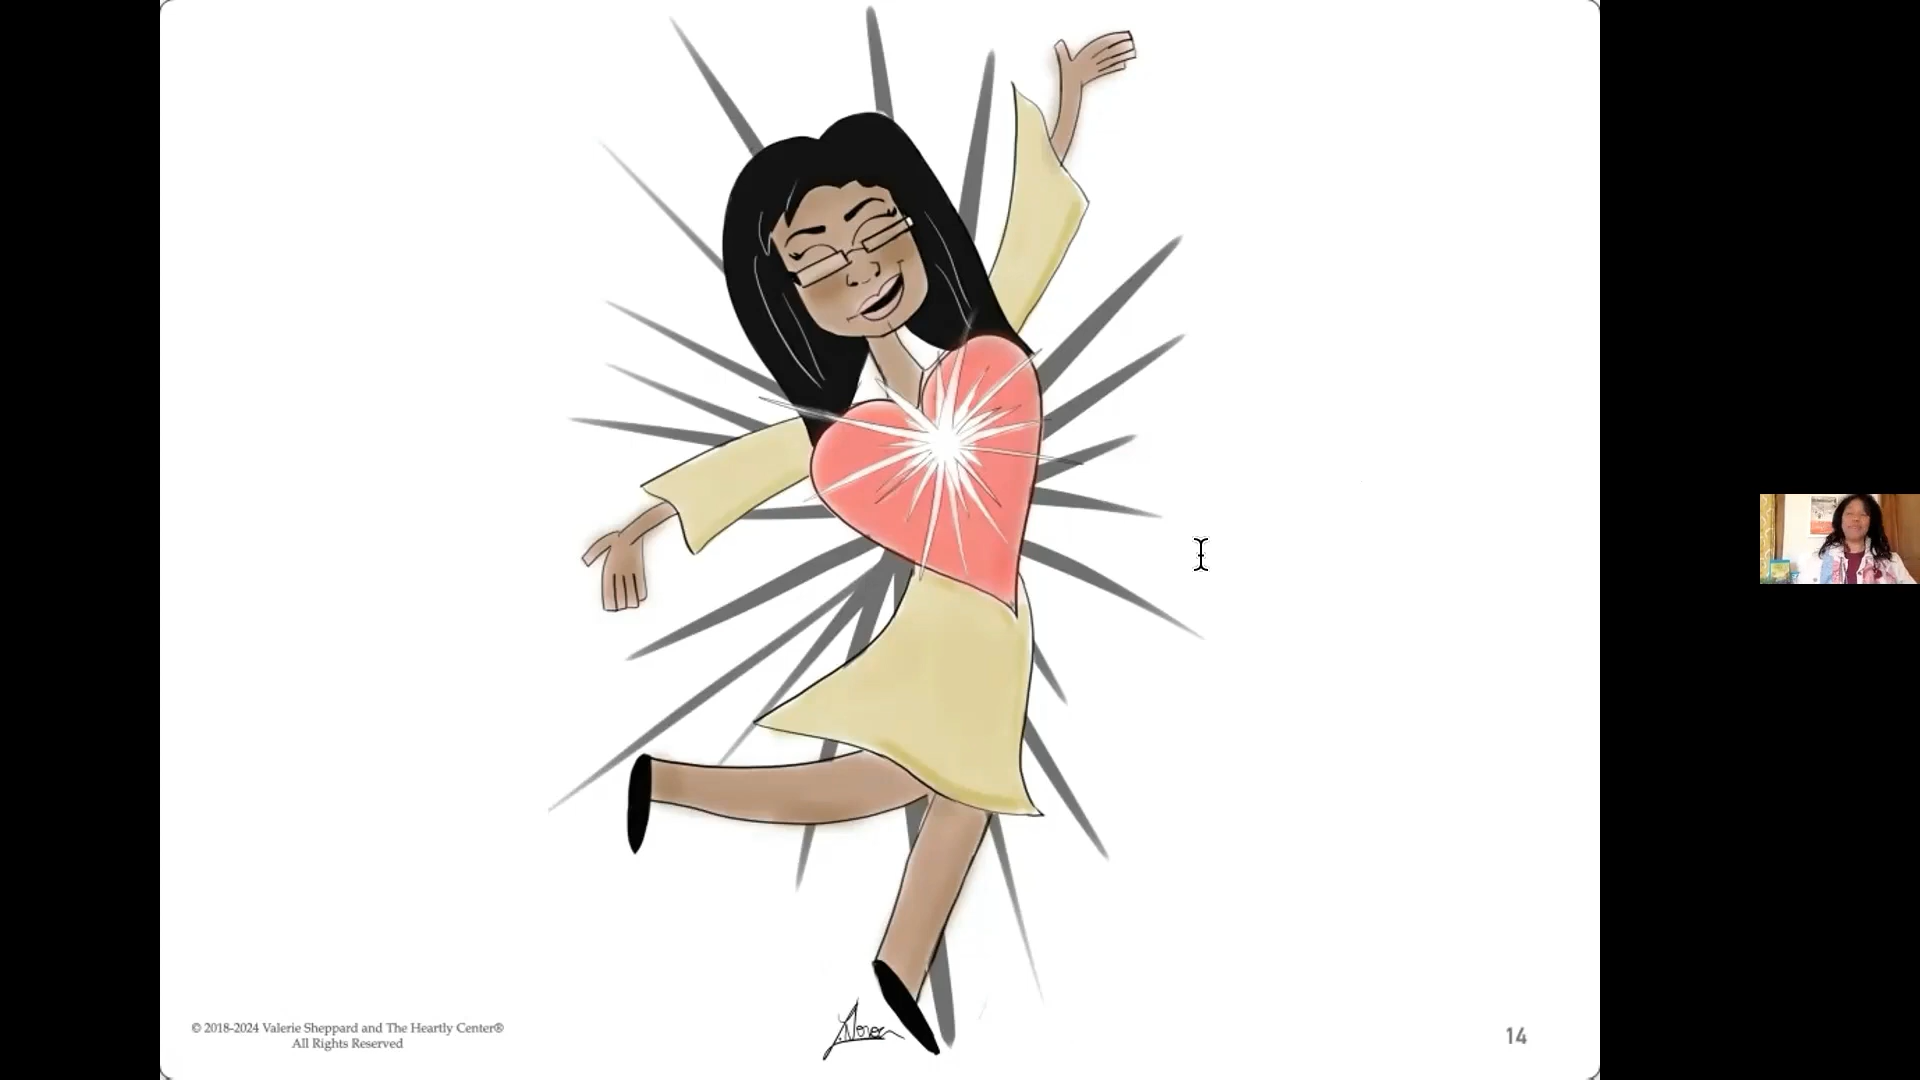 © 2018-2024 Valerie Sheppard and The Heartly Center®
All Rights Reserved
14